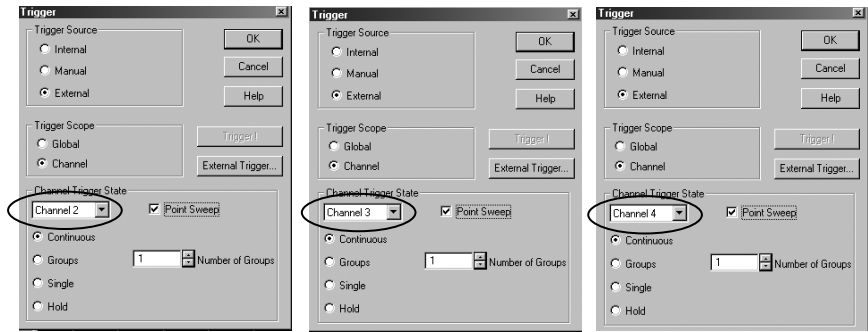 Trigger
Trigger Source
Internal
Manual
External
OK
Cancel
Help
Trigger Scope
Global
Channel
Trigger!
External Trigger...
Channel Trigger State
Channel 2
Point Sweep
Continuous
Groups
1
Number of Groups
Single
Hold
Trigger
Trigger Source
Internal
Manual
External
OK
Cancel
Help
Trigger Scope
Global
Channel
Trigger!
External Trigger...
Channel Trigger State
Channel 3
Point Sweep
Continuous
Groups
1
Number of Groups
Single
Hold
Trigger
Trigger Source
Internal
Manual
External
OK
Cancel
Help
Trigger Scope
Global
Channel
Trigger!
External Trigger...
Channel Trigger State
Channel 4
Point Sweep
Continuous
Groups
1
Number of Groups
Single
Hold